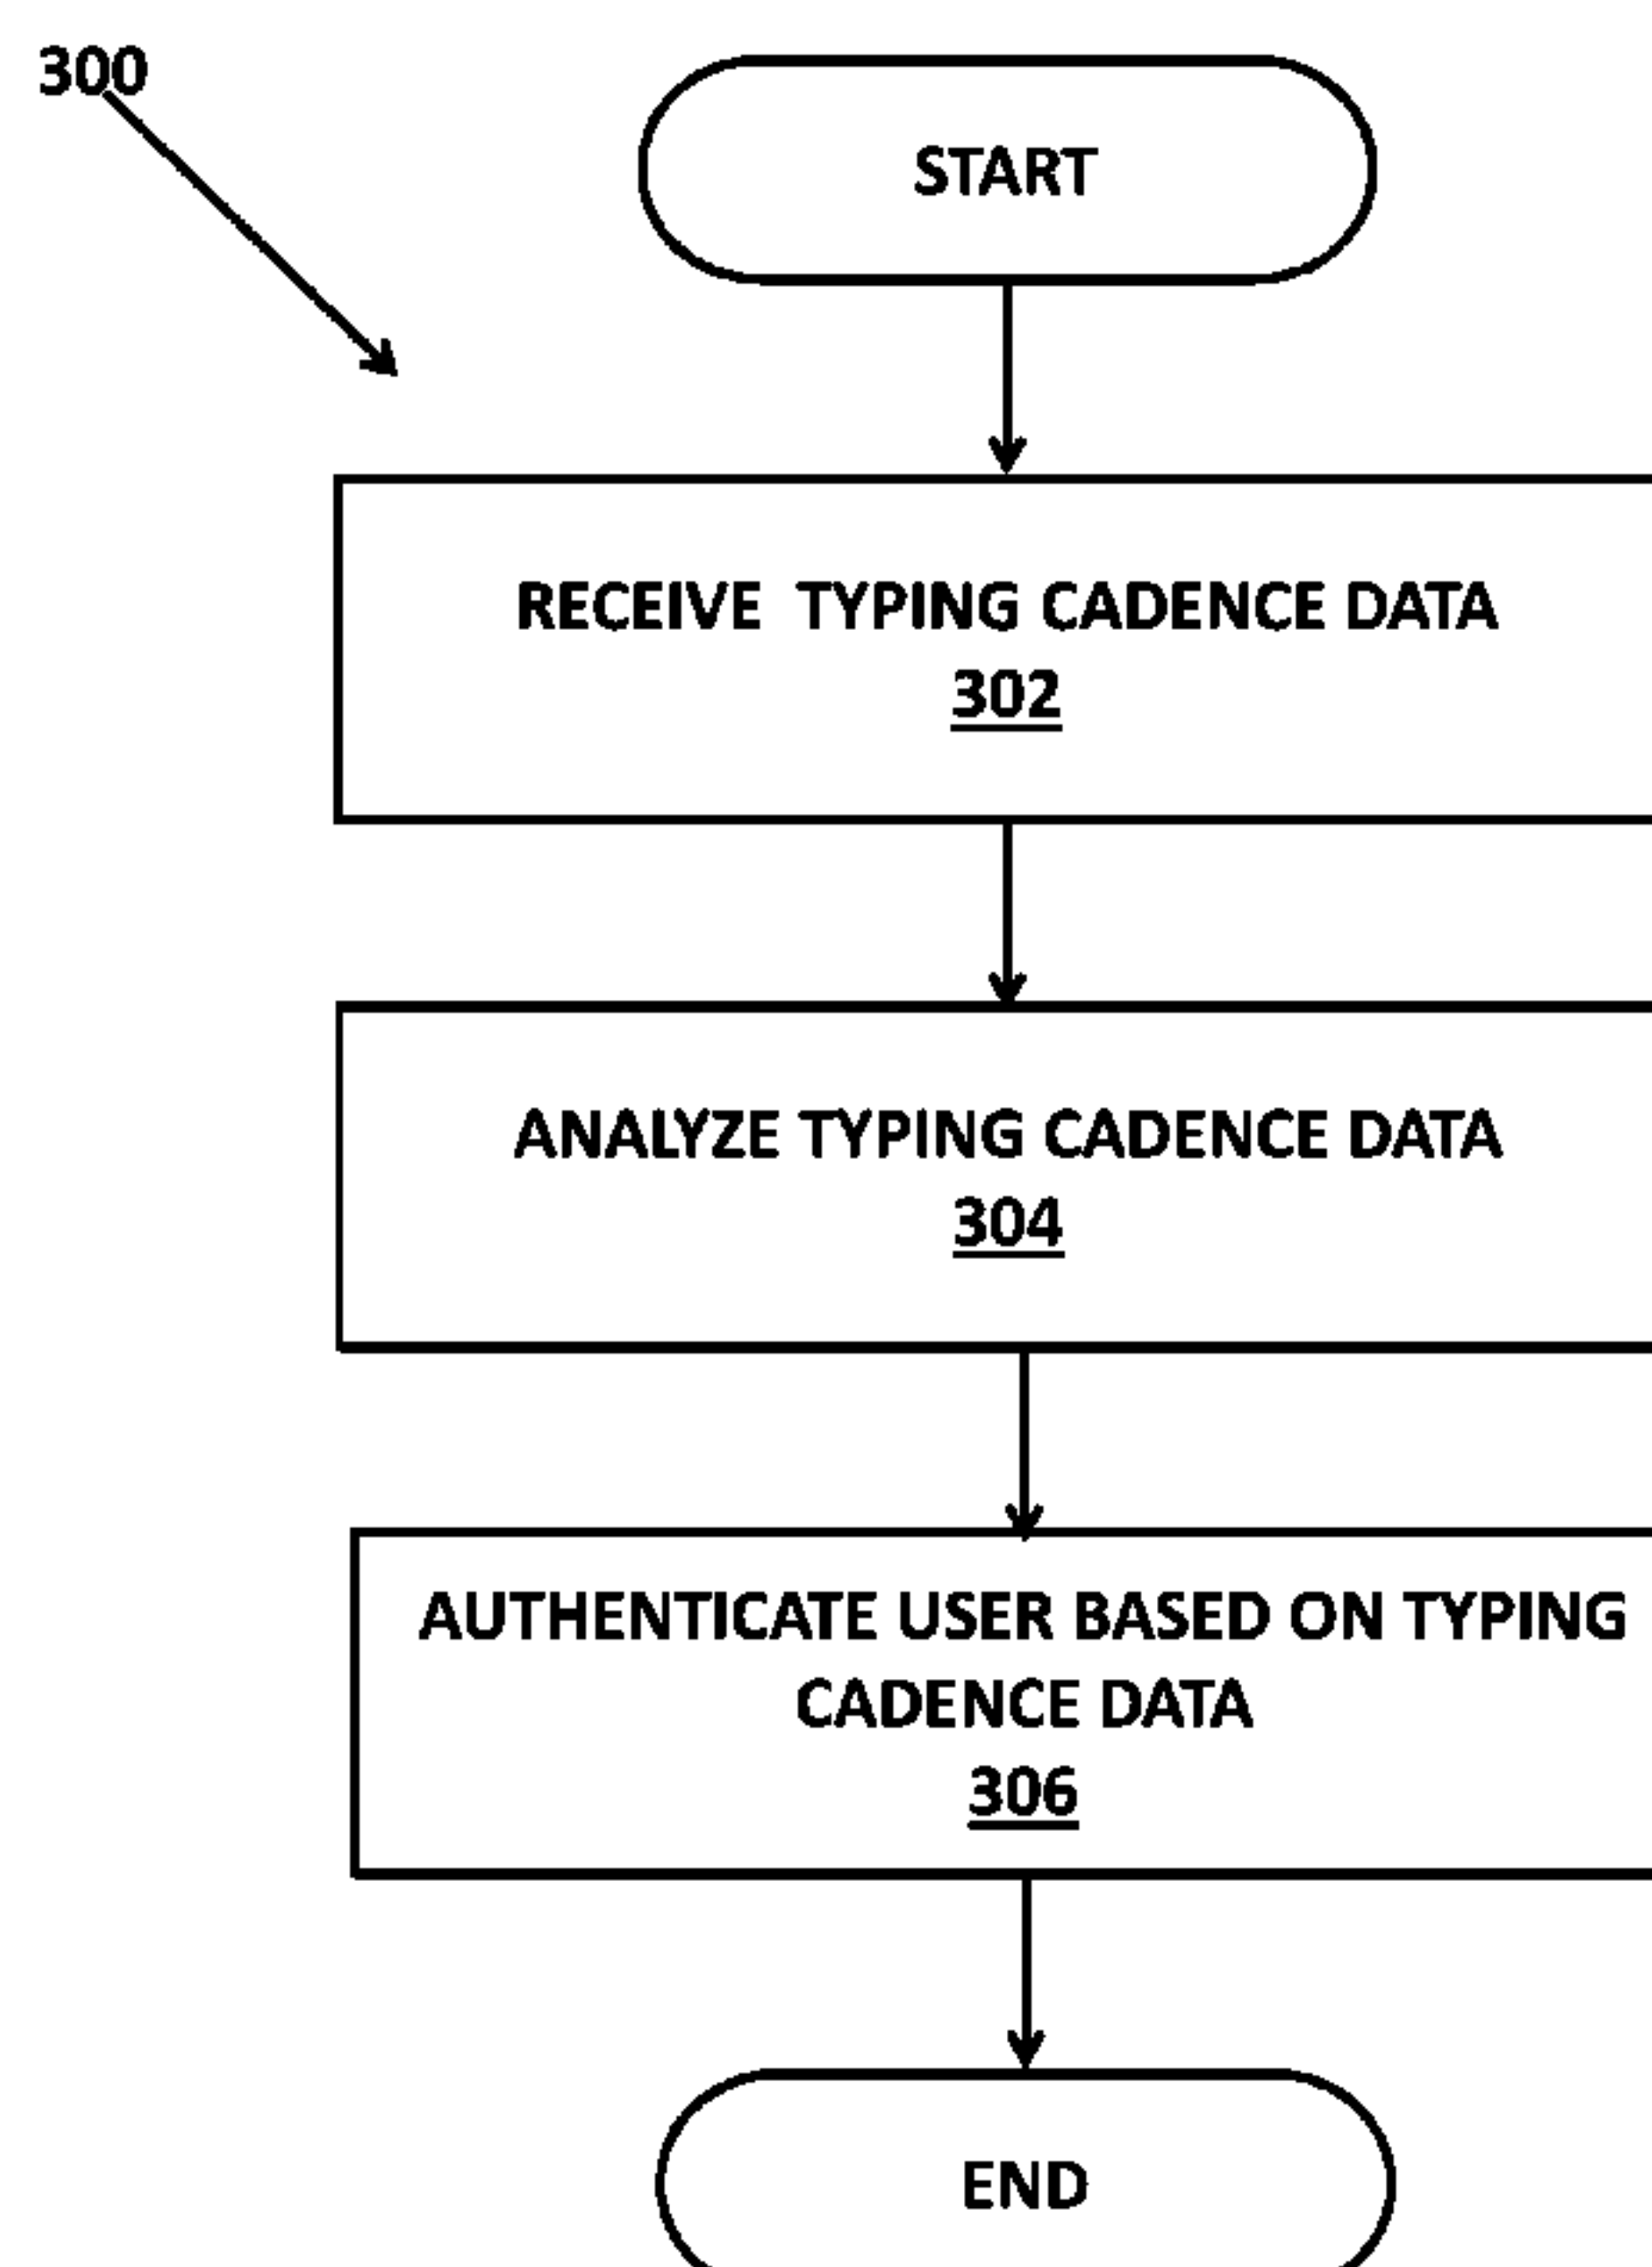 300
START
RECEIVE TYPING CADENCE DATA
302
ANALYZE TYPING CADENCE DATA
304
AUTHENTICATE USER BASED ON TYPING
CADENCE DATA
306
END